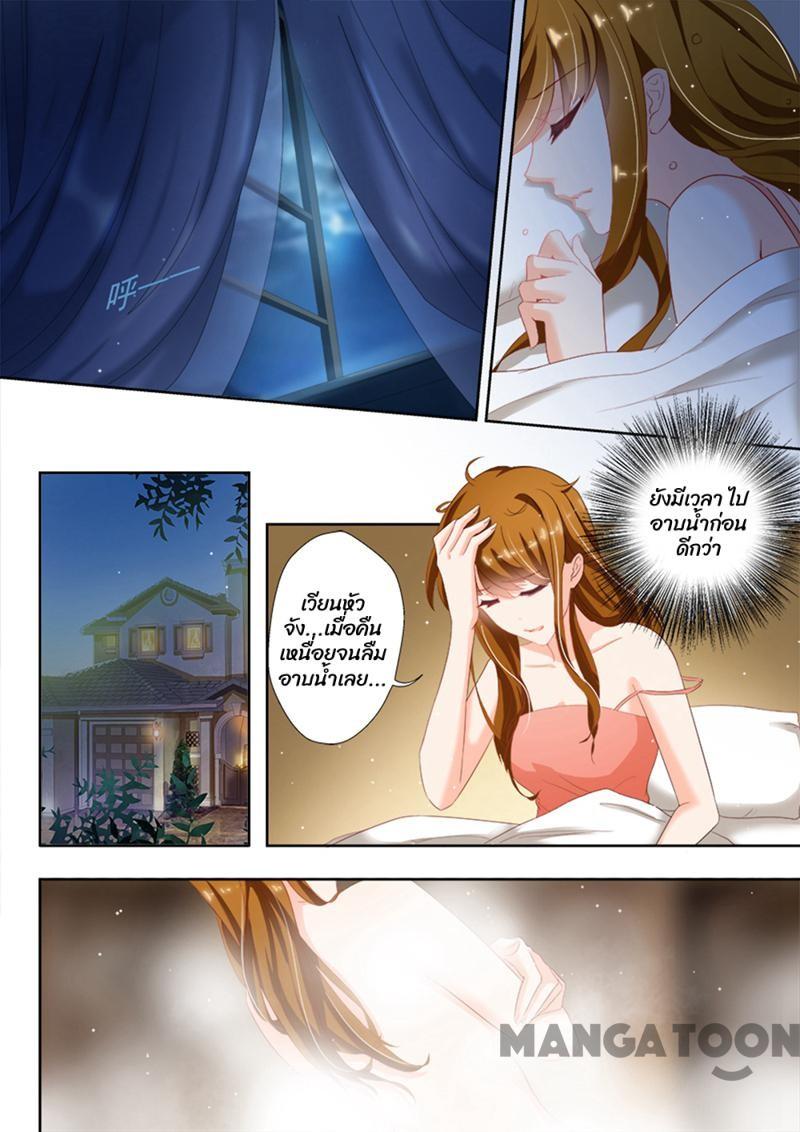 呼——
ยังมีเวลา ไป
อาบน้ำก่อน
ดีกว่า
เวียนหัว
จัง...เมื่อคืน
เหนื่อยจนลืม
อาบน้ำเลย...
MANGATOON